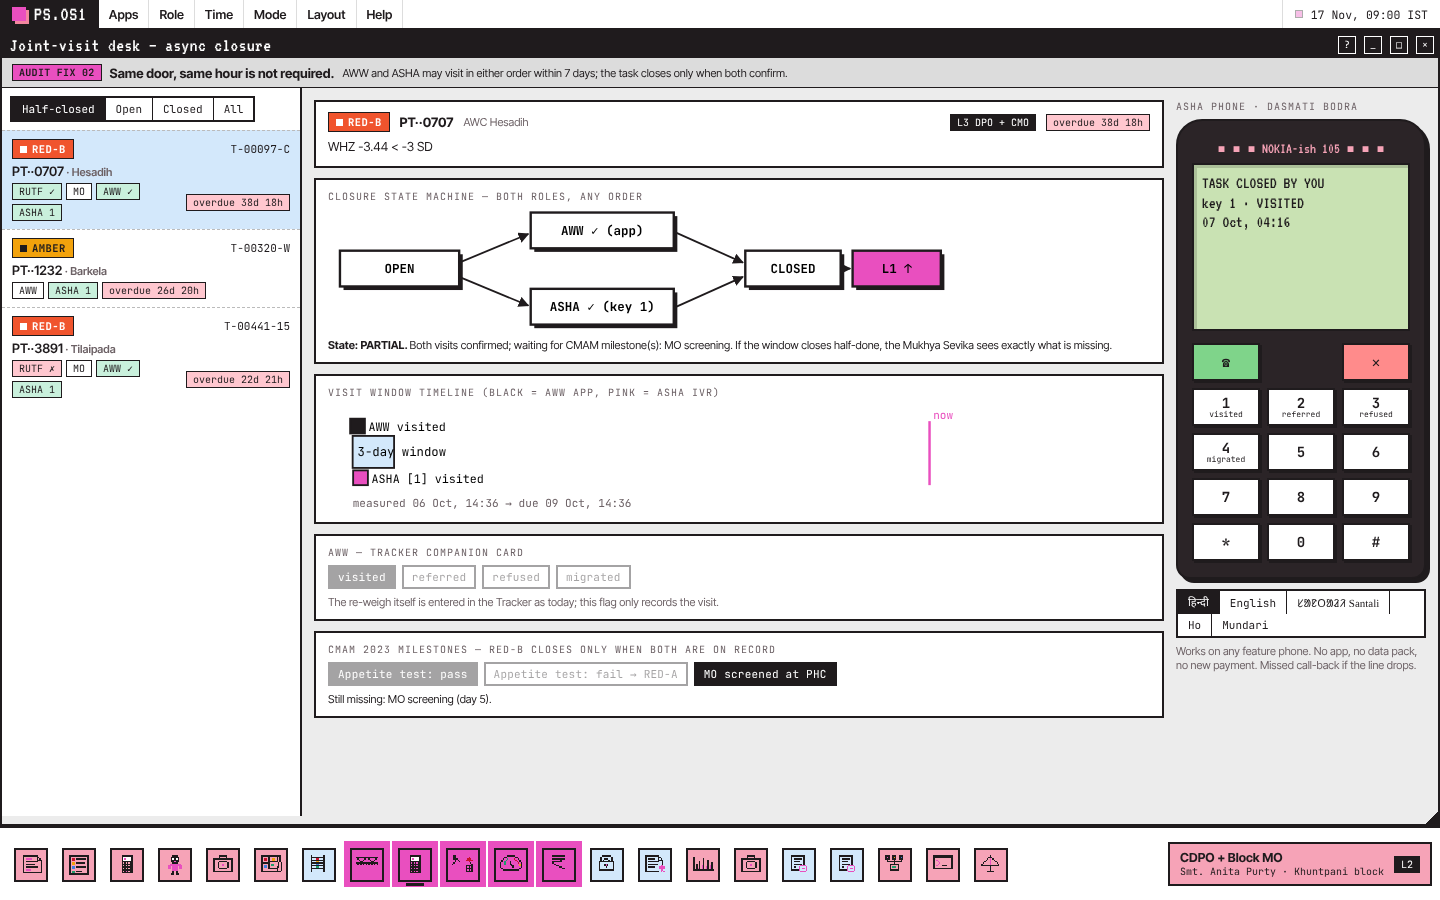 PS.OS1 Apps Role Time Mode Layout Help 17 Nov, 09:00 IST
Joint-visit desk — async closure ? _ □ ×
AUDIT FIX 02 Same door, same hour is not required. AWW and ASHA may visit in either order within 7 days; the task closes only when both confirm.
Half-closed Open Closed All
RED-B T-00097-C
PT··0707 · Hesadih
RUTF ✓ MO AWW ✓
ASHA 1
overdue 38d 18h
AMBER T-00320-W
PT··1232 · Barkela
AWW ASHA 1 overdue 26d 20h
RED-B T-00441-15
PT··3891 · Tilaipada
RUTF ✗ MO AWW ✓
ASHA 1
overdue 22d 21h
RED-B PT··0707 AWC Hesadih L3 DPO + CMO overdue 38d 18h
WHZ -3.44 < -3 SD
CLOSURE STATE MACHINE — BOTH ROLES, ANY ORDER
OPEN
AWW ✓ (app)
ASHA ✓ (key 1)
CLOSED
L1 ↑
State: PARTIAL. Both visits confirmed; waiting for CMAM milestone(s): MO screening. If the window closes half-done, the Mukhya Sevika sees exactly what is missing.
VISIT WINDOW TIMELINE (BLACK = AWW APP, PINK = ASHA IVR)
now
AWW visited
3-day window
ASHA [1] visited
measured 06 Oct, 14:36 → due 09 Oct, 14:36
AWW — TRACKER COMPANION CARD
visited referred refused migrated
The re-weigh itself is entered in the Tracker as today; this flag only records the visit.
CMAM 2023 MILESTONES — RED-B CLOSES ONLY WHEN BOTH ARE ON RECORD
Appetite test: pass Appetite test: fail → RED-A MO screened at PHC
Still missing: MO screening (day 5).
ASHA PHONE · DASMATI BODRA
NOKIA-ish 105
TASK CLOSED BY YOU
key 1 · VISITED
07 Oct, 04:16
☎ ×
1 2 3
visited referred refused
4 5 6
migrated
7 8 9
* 0 #
हिन्दी English Santali
Ho Mundari
Works on any feature phone. No app, no data pack,
no new payment. Missed call-back if the line drops.
CDPO + Block MO
Smt. Anita Purty · Khuntpani block
L2